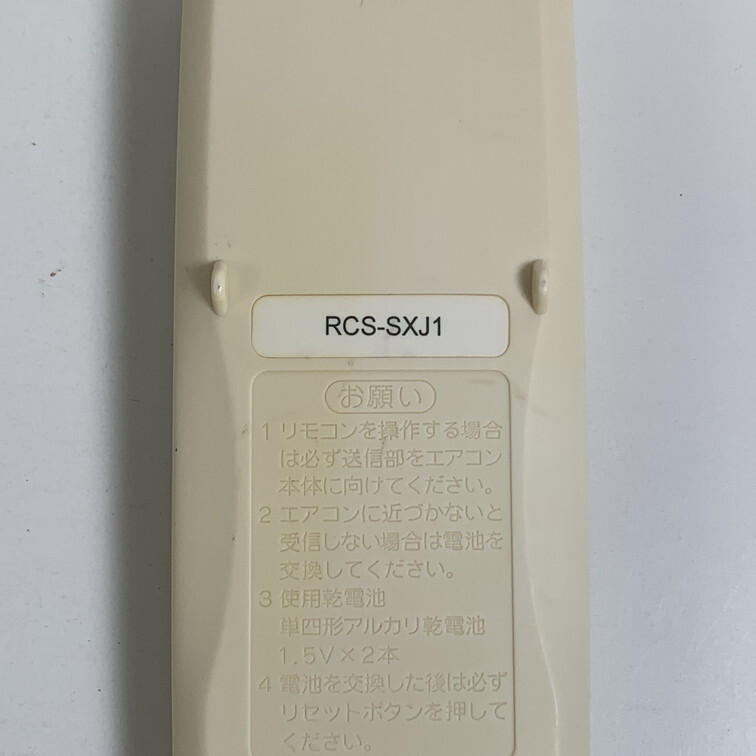 RCS-SXJ1
お願い
1 リモコンを操作する場合
は必ず送信部をエアコン
本体に向けてください。
2 エアコンに近づかないと
受信しない場合は電池を
交換してください。
3 使用乾電池
単四形アルカリ乾電池
1.5V×2本
4 電池を交換した後は必ず
リセットボタンを押して
ください。